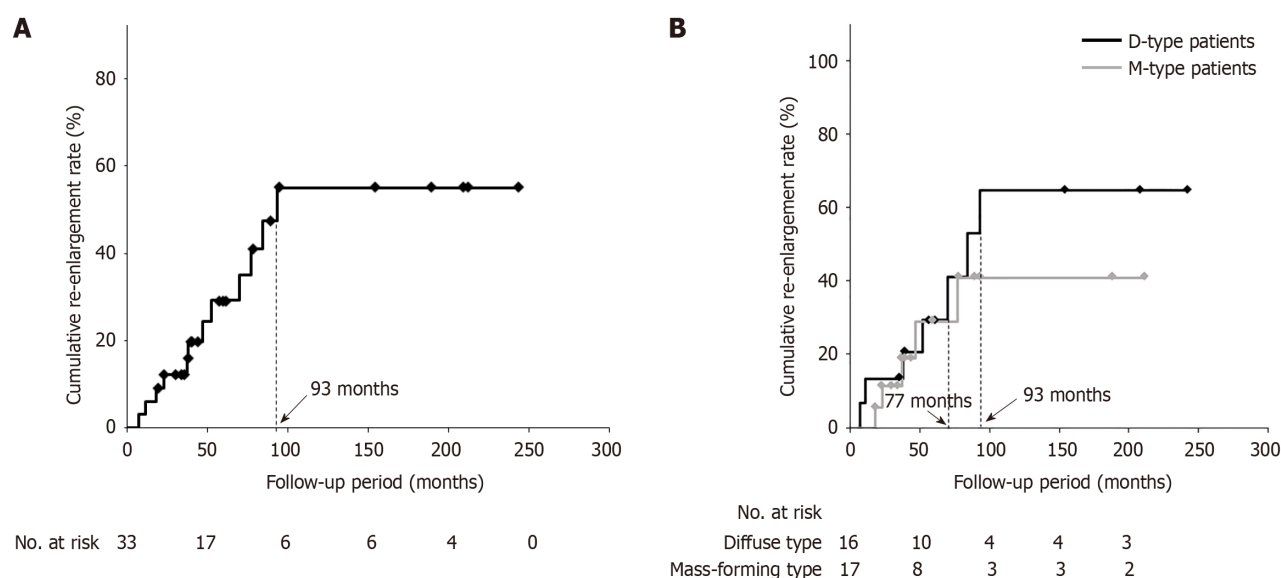 A
Cumulative re-enlargement rate (%)
80
60
40
20
0
93 months
0 50 100 150 200 250 300
Follow-up period (months)
No. at risk 33 17 6 6 4 0
B
D-type patients
M-type patients
Cumulative re-enlargement rate (%)
100
80
60
40
20
0
77 months
93 months
0 50 100 150 200 250 300
Follow-up period (months)
No. at risk
Diffuse type 16 10 4 4 3
Mass-forming type 17 8 3 3 2